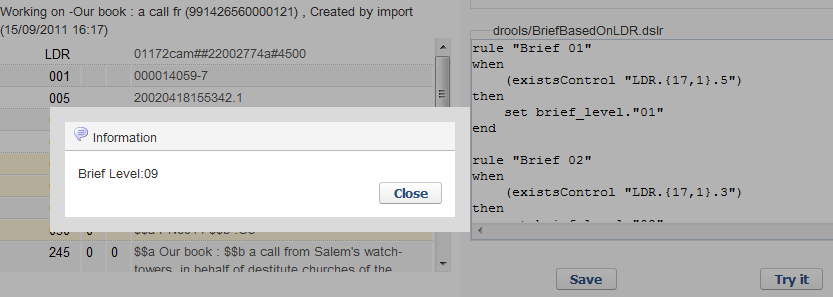 Working on -Our book : a call fr (991426560000121) , Created by import
(15/09/2011 16:17)
LDR 01172cam##22002774a#4500
001 000014059-7
005 20020418155342.1
Information
Brief Level:09
Close
245 0 0 $$a Our book : $$b a call from Salem's watch-
towers, in behalf of destitute churches of the
drools/BriefBasedOnLDR.dslr
rule "Brief 01"
when
(existsControl "LDR.{17,1}.5")
then
set brief_level."01"
end
rule "Brief 02"
when
(existsControl "LDR.{17,1}.3")
then
Save
Try it